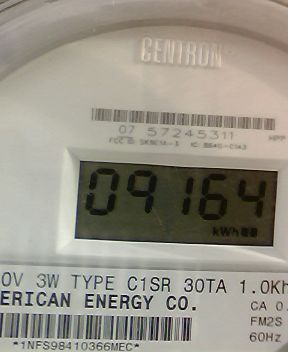 CENTRON
07 57245311
09164
kWh
0V 3W TYPE C1SR 30TA 1.0Kh
ERICAN ENERGY CO.
CA 0.
FM2S
60Hz
*1NFS98410366MEC*